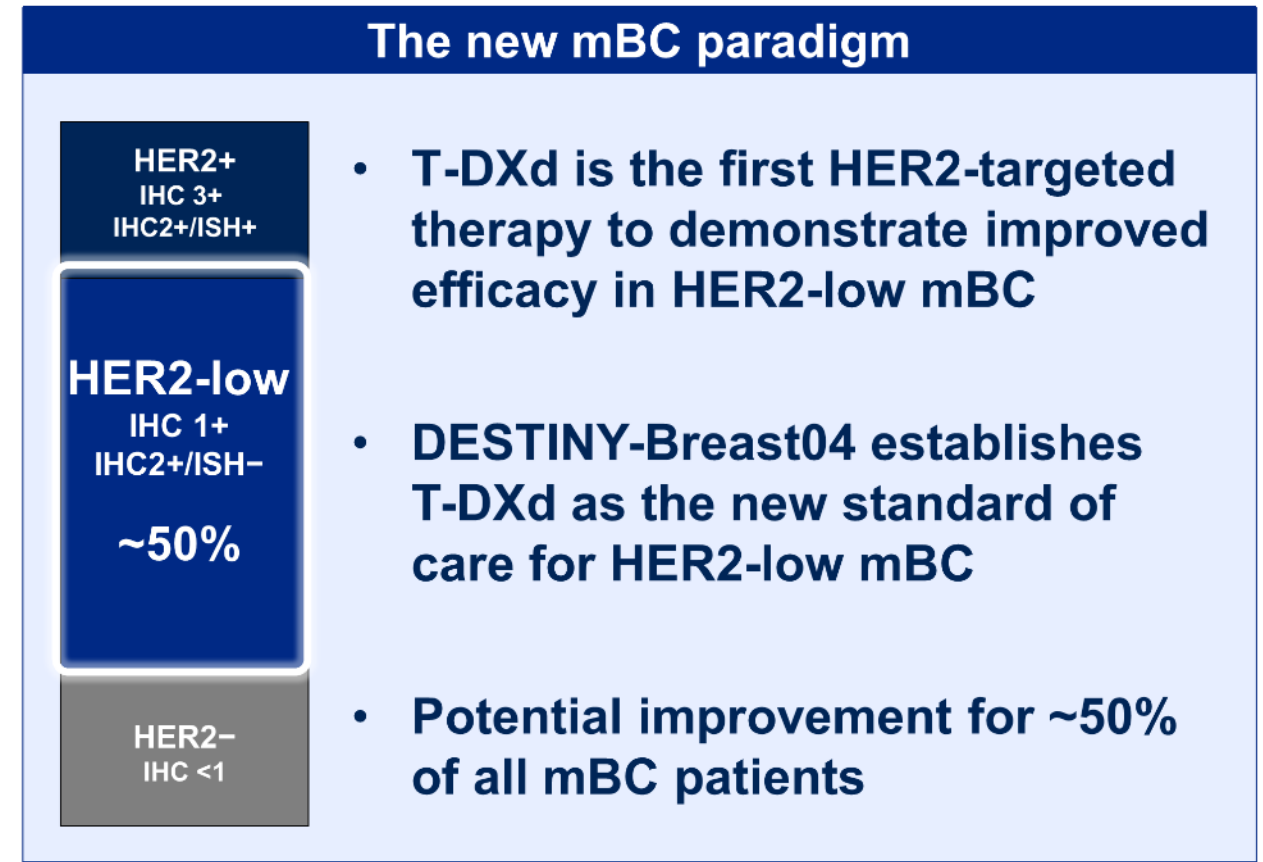 The new mBC paradigm
HER2+
IHC 3+
IHC2+/ISH+
HER2-low
IHC 1+
IHC2+/ISH−
~50%
HER2−
IHC <1
• T-DXd is the first HER2-targeted
therapy to demonstrate improved
efficacy in HER2-low mBC
• DESTINY-Breast04 establishes
T-DXd as the new standard of
care for HER2-low mBC
• Potential improvement for ~50%
of all mBC patients